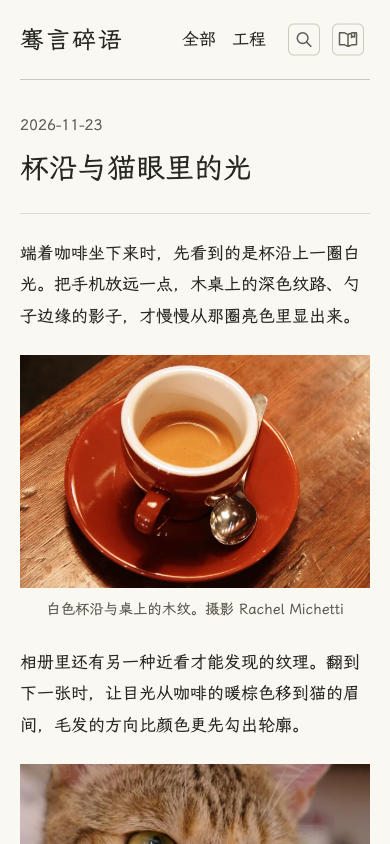 骞言碎语
全部 工程
2026-11-23
杯沿与猫眼里的光
端着咖啡坐下来时，先看到的是杯沿上一圈白
光。把手机放远一点，木桌上的深色纹路、勺
子边缘的影子，才慢慢从那圈亮色里显出来。
白色杯沿与桌上的木纹。摄影 Rachel Michetti
相册里还有另一种近看才能发现的纹理。翻到
下一张时，让目光从咖啡的暖棕色移到猫的眉
间，毛发的方向比颜色更先勾出轮廓。